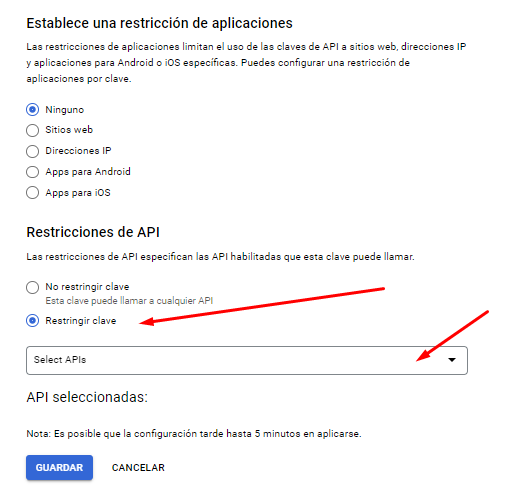 Establece una restricción de aplicaciones
Las restricciones de aplicaciones limitan el uso de las claves de API a sitios web, direcciones IP
y aplicaciones para Android o iOS específicas. Puedes configurar una restricción de
aplicaciones por clave.
Ninguno
Sitios web
Direcciones IP
Apps para Android
Apps para iOS
Restricciones de API
Las restricciones de API especifican las API habilitadas que esta clave puede llamar.
No restringir clave
Esta clave puede llamar a cualquier API
Restringir clave
Select APIs
API seleccionadas:
Nota: Es posible que la configuración tarde hasta 5 minutos en aplicarse.
GUARDAR CANCELAR